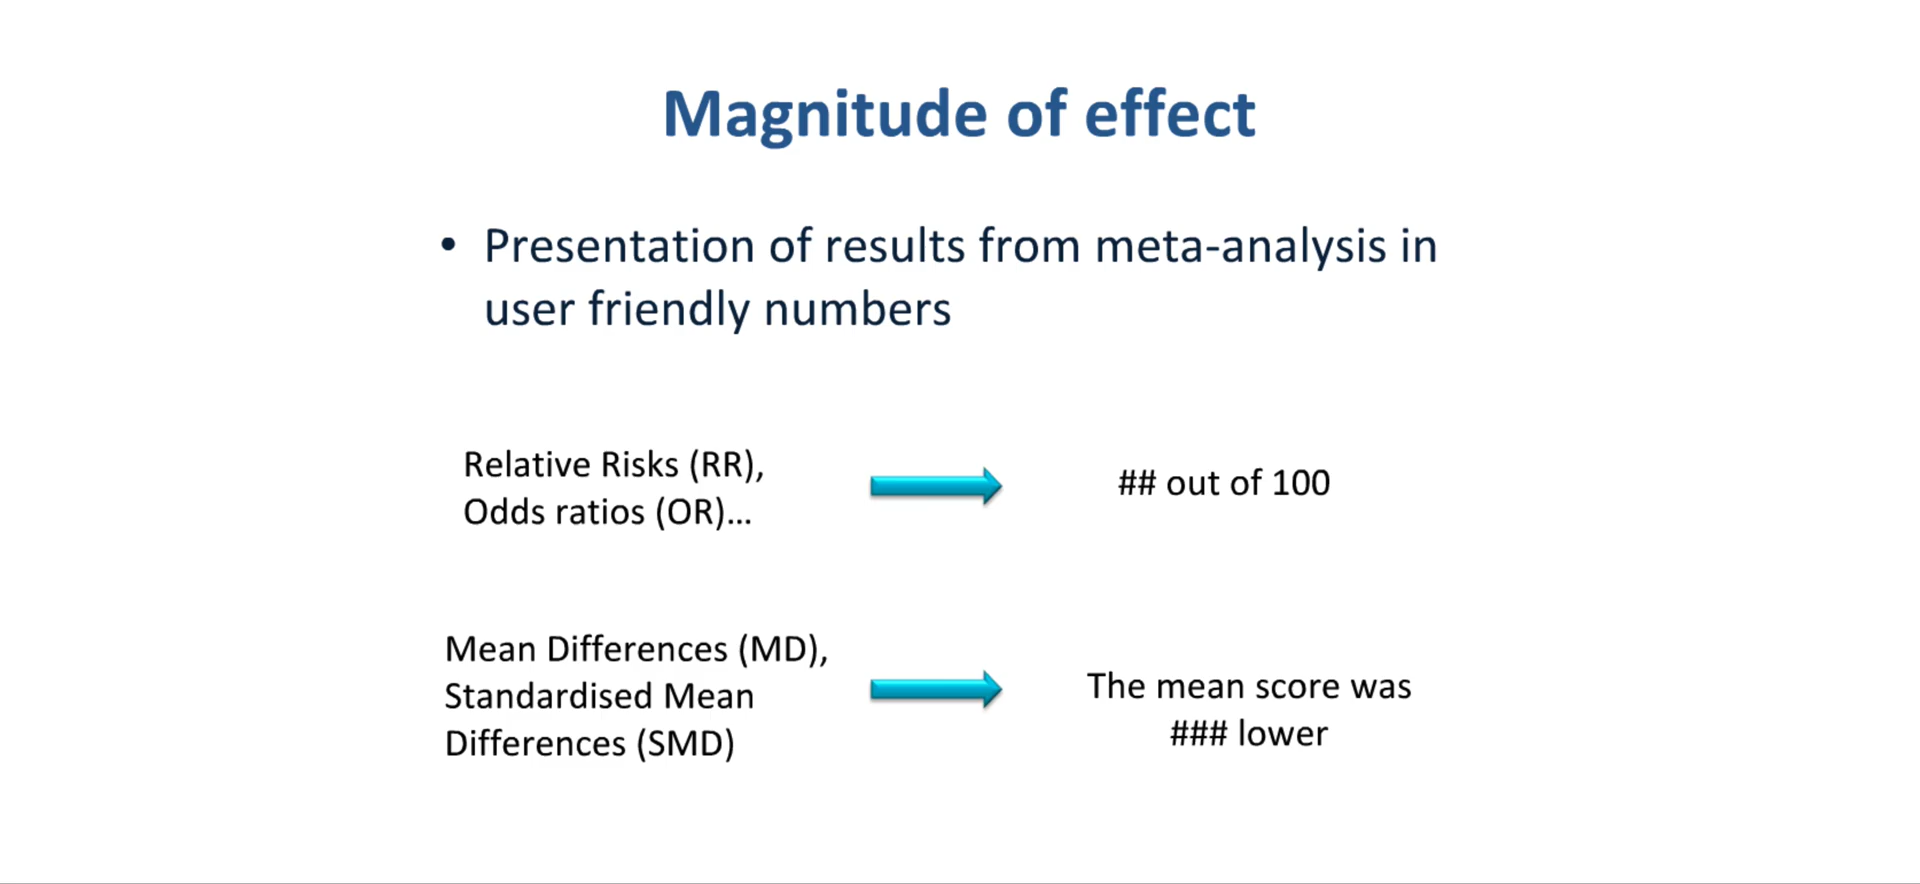 Magnitude of effect
• Presentation of results from meta-analysis in
user friendly numbers
Relative Risks (RR),
Odds ratios (OR)...
## out of 100
Mean Differences (MD),
Standardised Mean
Differences (SMD)
The mean score was
### lower